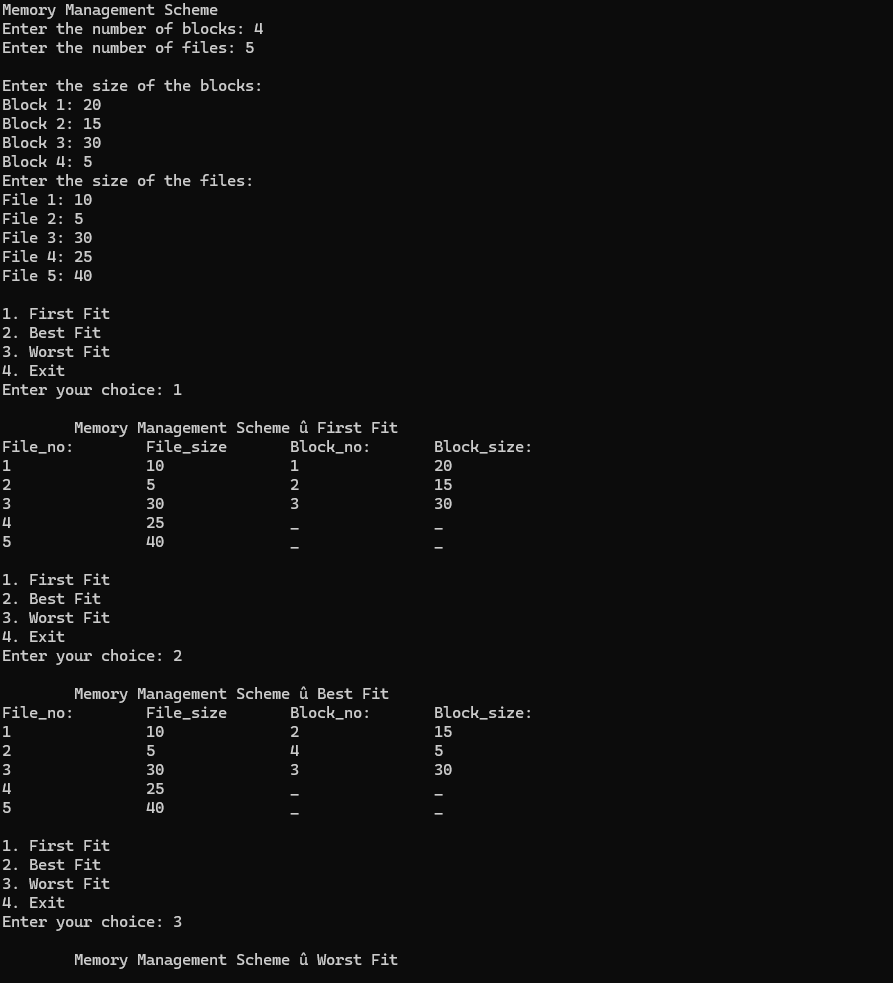 Memory Management Scheme
Enter the number of blocks: 4
Enter the number of files: 5
Enter the size of the blocks:
Block 1: 20
Block 2: 15
Block 3: 30
Block 4: 5
Enter the size of the files:
File 1: 10
File 2: 5
File 3: 30
File 4: 25
File 5: 40
1. First Fit
2. Best Fit
3. Worst Fit
4. Exit
Enter your choice: 1
Memory Management Scheme û First Fit
File_no: File_size Block_no: Block_size:
1 10 1 20
2 5 2 15
3 30 3 30
4 25 _ _
5 40 _ _
1. First Fit
2. Best Fit
3. Worst Fit
4. Exit
Enter your choice: 2
Memory Management Scheme û Best Fit
File_no: File_size Block_no: Block_size:
1 10 2 15
2 5 4 5
3 30 3 30
4 25 _ _
5 40 _ _
1. First Fit
2. Best Fit
3. Worst Fit
4. Exit
Enter your choice: 3
Memory Management Scheme û Worst Fit